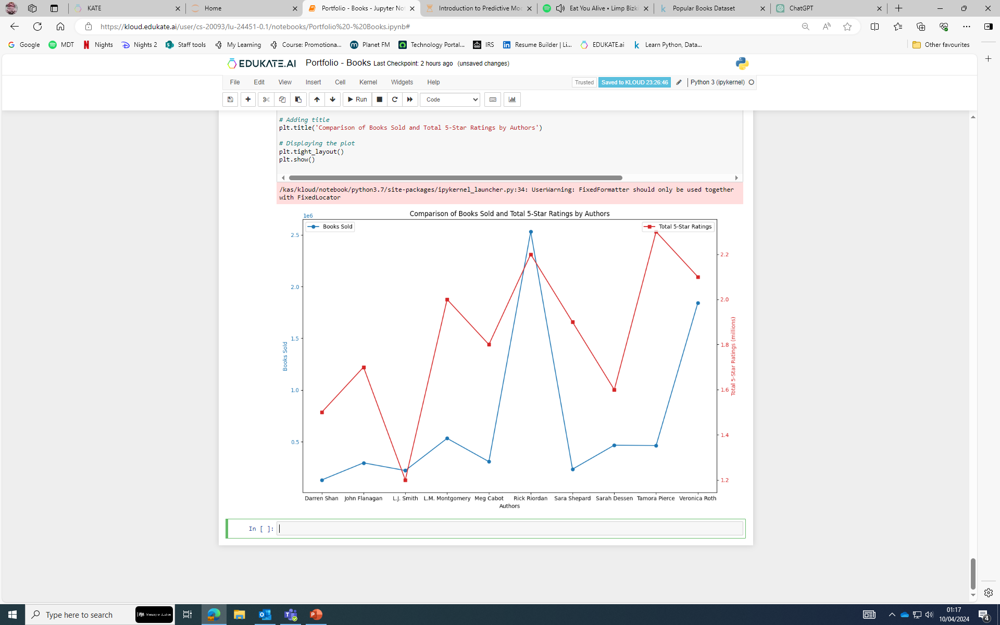 KATE
Home
Portfolio - Books - Jupyter Not
Introduction to Predictive Moc
Eat You Alive • Limp Bizki
Popular Books Dataset
ChatGPT
https://kloud.edukate.ai/user/cs-20093/lu-24451-0.1/notebooks/Portfolio%20-%20Books.ipynb#
Google MDT Nights Nights 2 Staff tools My Learning Course: Promotiona... Planet FM Technology Portal... IRS Resume Builder | Li... EDUKATE.ai Learn Python, Data... Other favourites
EDUKATE.AI Portfolio - Books Last Checkpoint: 2 hours ago (unsaved changes)
File Edit View Insert Cell Kernel Widgets Help Trusted Saved to KLOUD 23:26:46 Python 3 (ipykernel)
Run Code
# Adding title
plt.title('Comparison of Books Sold and Total 5-Star Ratings by Authors')
# Displaying the plot
plt.tight_layout()
plt.show()
/kas/kloud/notebook/python3.7/site-packages/ipykernel_launcher.py:34: UserWarning: FixedFormatter should only be used together
with FixedLocator
Comparison of Books Sold and Total 5-Star Ratings by Authors
1e6
Books Sold
Total 5-Star Ratings
2.5
2.0
1.5
1.0
0.5
Books Sold
2.2
2.0
1.8
1.6
1.4
1.2
Total 5-Star Ratings (millions)
Darren Shan John Flanagan L.J. Smith L.M. Montgomery Meg Cabot Rick Riordan Sara Shepard Sarah Dessen Tamora Pierce Veronica Roth
Authors
In [ ]:
Type here to search
Ministry of Justice
01:17
10/04/2024
4